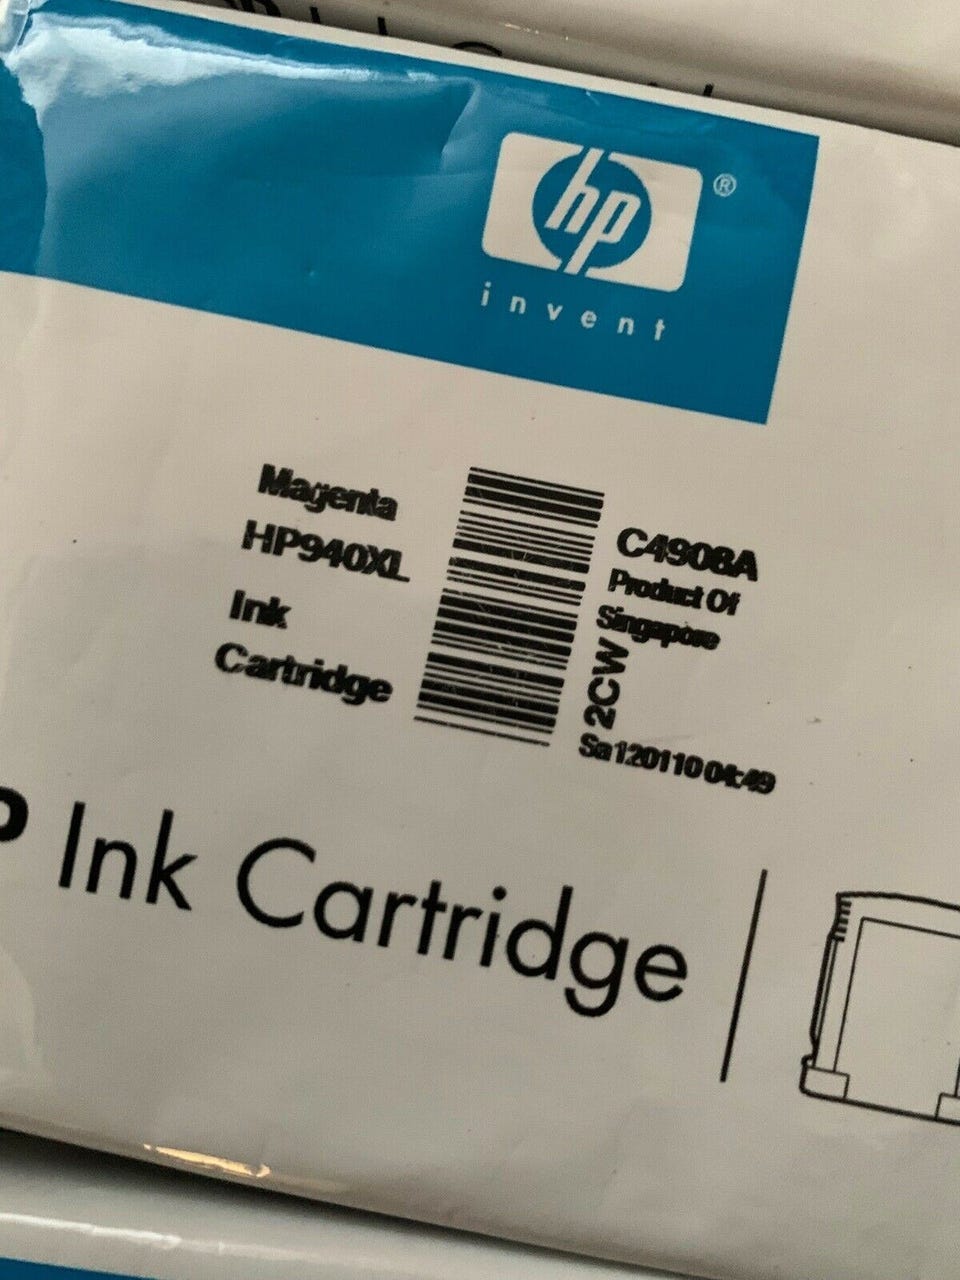 hp®
invent
Magenta
HP940XL
Ink
Cartridge
C4908A
Product Of
Singapore
2CW
Sa120110 04:49
P Ink Cartridge